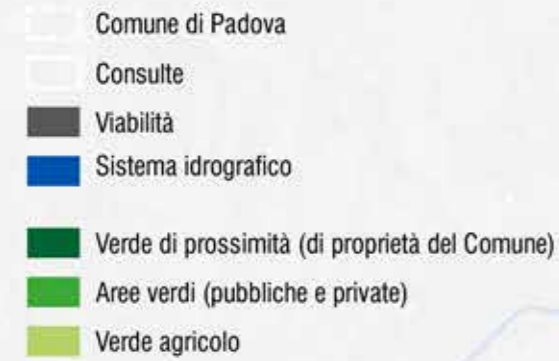 Comune di Padova
Consulte
Viabilità
Sistema idrografico
Verde di prossimità (di proprietà del Comune)
Aree verdi (pubbliche e private)
Verde agricolo